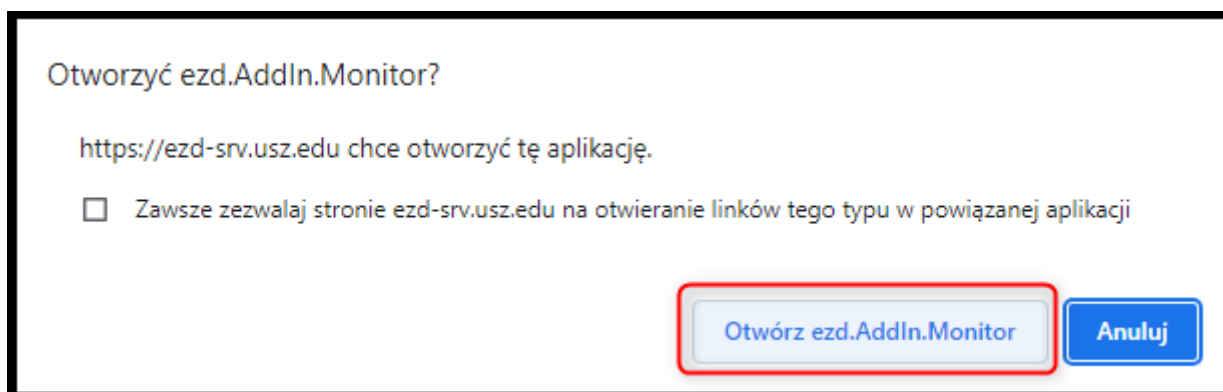 Otworzyć ezd.AddIn.Monitor?
https://ezd-srv.usz.edu chce otworzyć tę aplikację.
Zawsze zezwalaj stronie ezd-srv.usz.edu na otwieranie linków tego typu w powiązanej aplikacji
Otwórz ezd.AddIn.Monitor Anuluj